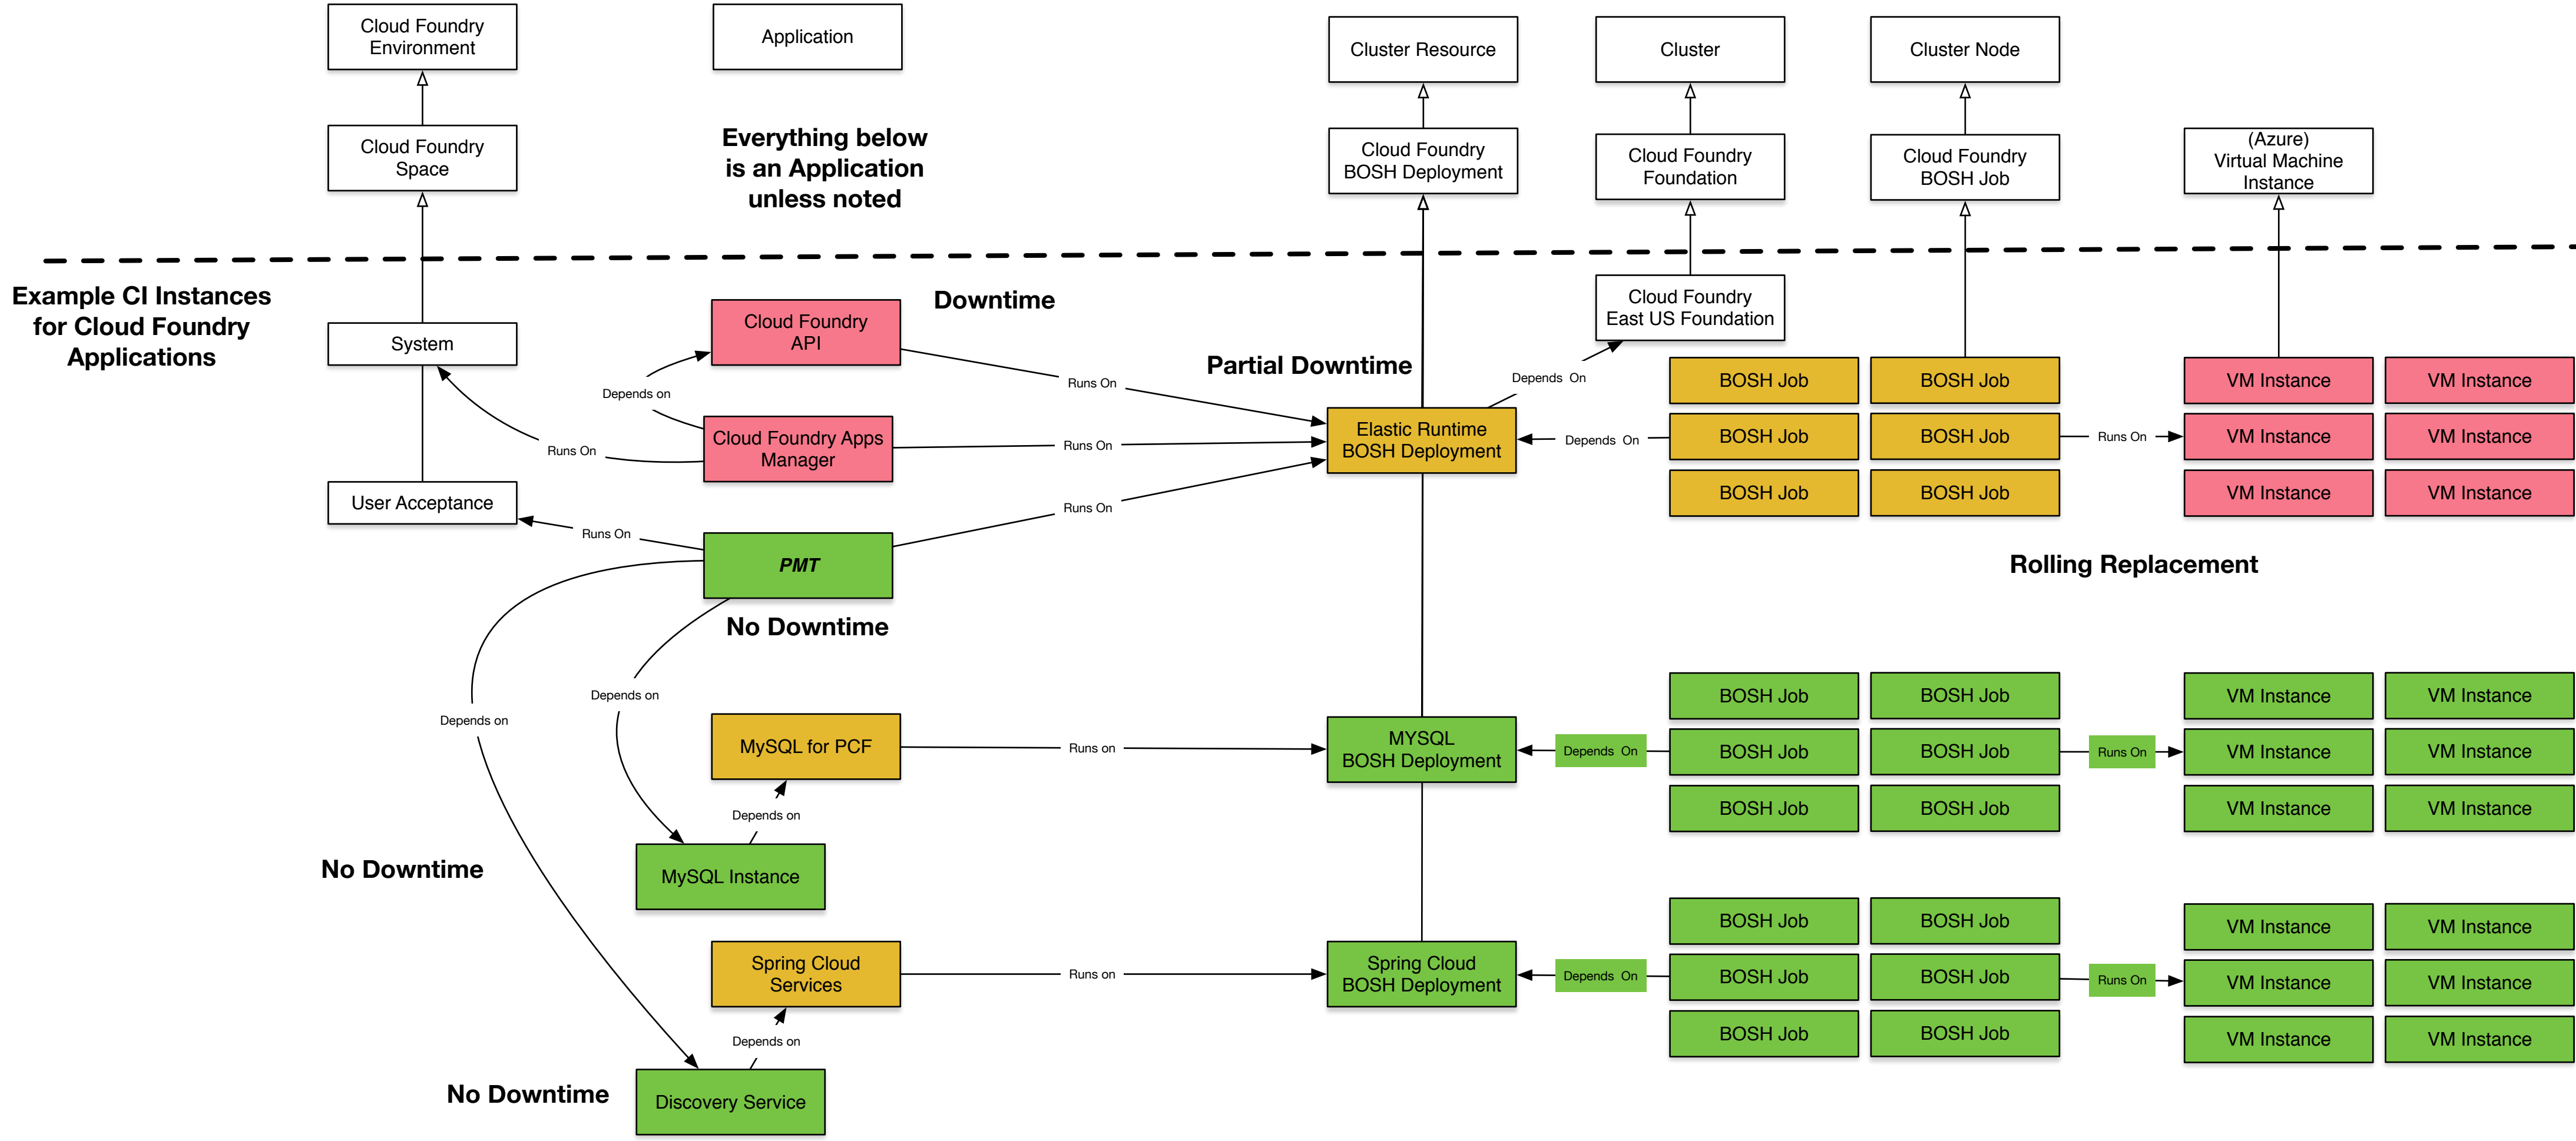 Cloud Foundry
Environment
Application
Cluster Resource
Cluster
Cluster Node
Cloud Foundry
Space
Everything below
is an Application
unless noted
Cloud Foundry
BOSH Deployment
Cloud Foundry
Foundation
Cloud Foundry
BOSH Job
(Azure)
Virtual Machine
Instance
Example CI Instances
for Cloud Foundry
Applications
System
User Acceptance
Cloud Foundry
API
Downtime
Depends on
Runs On
Cloud Foundry Apps
Manager
Runs On
Runs On
Runs On
Runs On
PMT
No Downtime
Partial Downtime
Elastic Runtime
BOSH Deployment
Depends On
Cloud Foundry
East US Foundation
Depends On
BOSH Job
BOSH Job
BOSH Job
BOSH Job
BOSH Job
BOSH Job
Runs On
VM Instance
VM Instance
VM Instance
VM Instance
VM Instance
VM Instance
Rolling Replacement
Depends on
Depends on
MySQL for PCF
Runs on
MYSQL
BOSH Deployment
Depends On
BOSH Job
BOSH Job
BOSH Job
BOSH Job
BOSH Job
BOSH Job
Runs On
VM Instance
VM Instance
VM Instance
VM Instance
VM Instance
VM Instance
Depends on
No Downtime
MySQL Instance
Spring Cloud
Services
Runs on
Spring Cloud
BOSH Deployment
Depends On
BOSH Job
BOSH Job
BOSH Job
BOSH Job
BOSH Job
BOSH Job
Runs On
VM Instance
VM Instance
VM Instance
VM Instance
VM Instance
VM Instance
Depends on
No Downtime
Discovery Service